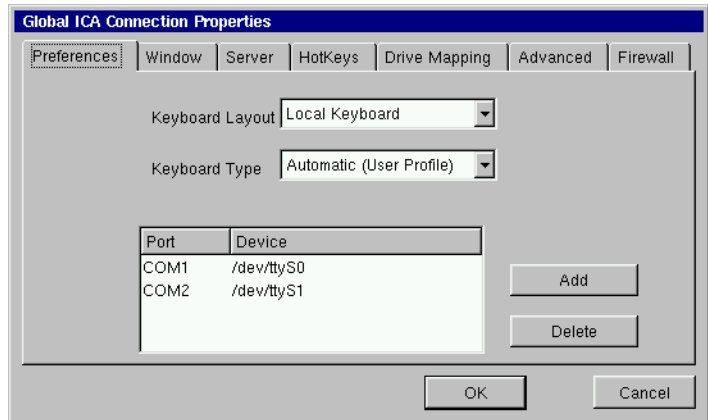 Global ICA Connection Properties
Preferences Window Server HotKeys Drive Mapping Advanced Firewall
Keyboard Layout Local Keyboard
Keyboard Type Automatic (User Profile)
Port Device
COM1 /dev/ttyS0
COM2 /dev/ttyS1
Add
Delete
OK Cancel